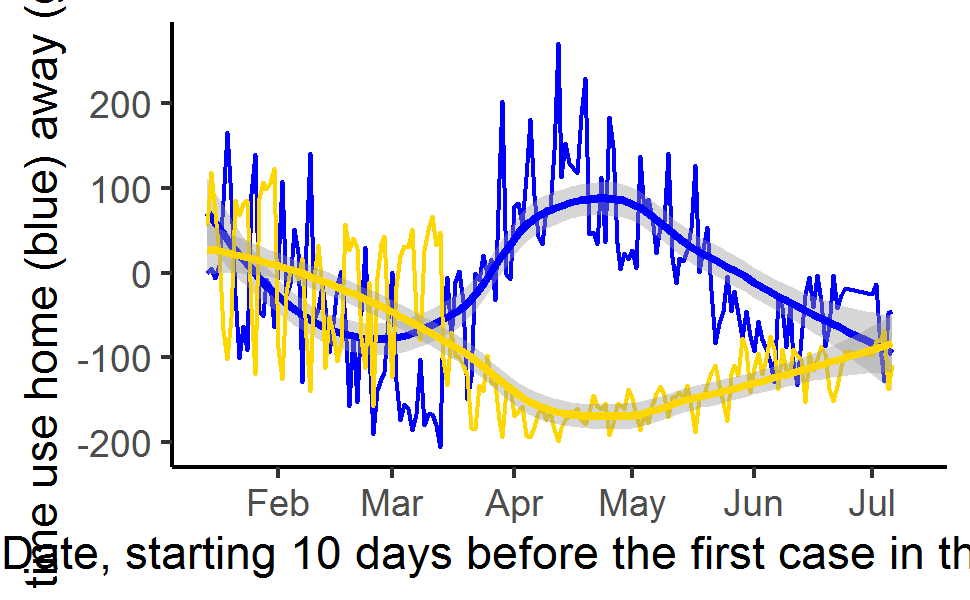 time use home (blue) away (
200
100
0
-100
-200
Feb Mar Apr May Jun Jul
Date, starting 10 days before the first case in th